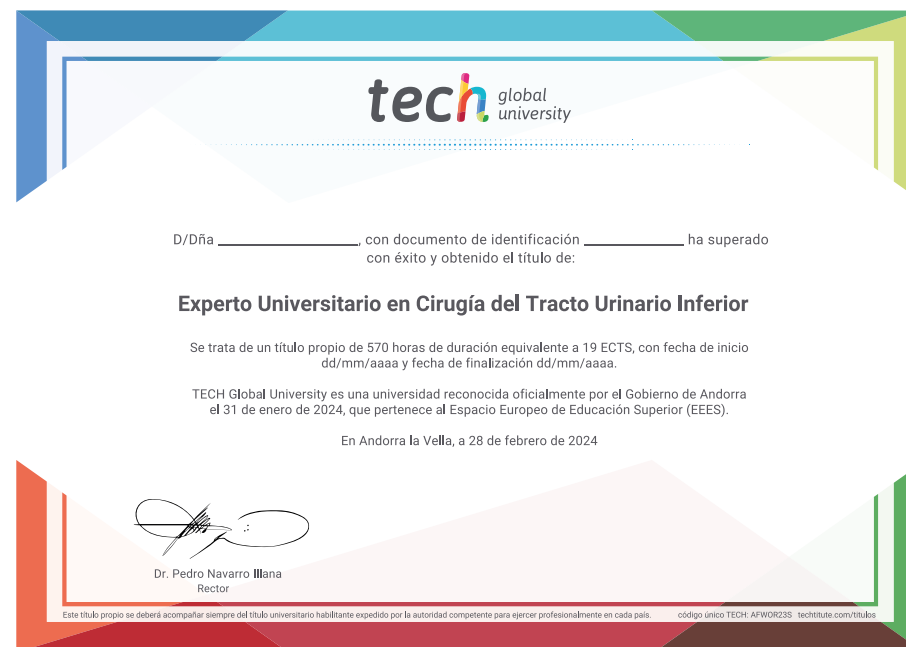 tech global university
D/Dña ____________________, con documento de identificación ______________ ha superado
con éxito y obtenido el título de:
Experto Universitario en Cirugía del Tracto Urinario Inferior
Se trata de un título propio de 570 horas de duración equivalente a 19 ECTS, con fecha de inicio
dd/mm/aaaa y fecha de finalización dd/mm/aaaa.
TECH Global University es una universidad reconocida oficialmente por el Gobierno de Andorra
el 31 de enero de 2024, que pertenece al Espacio Europeo de Educación Superior (EEES).
En Andorra la Vella, a 28 de febrero de 2024
Dr. Pedro Navarro Illana
Rector
Este título propio se deberá acompañar siempre del título universitario habilitante expedido por la autoridad competente para ejercer profesionalmente en cada país. código único TECH: AFWOR23S techtitute.com/titulos